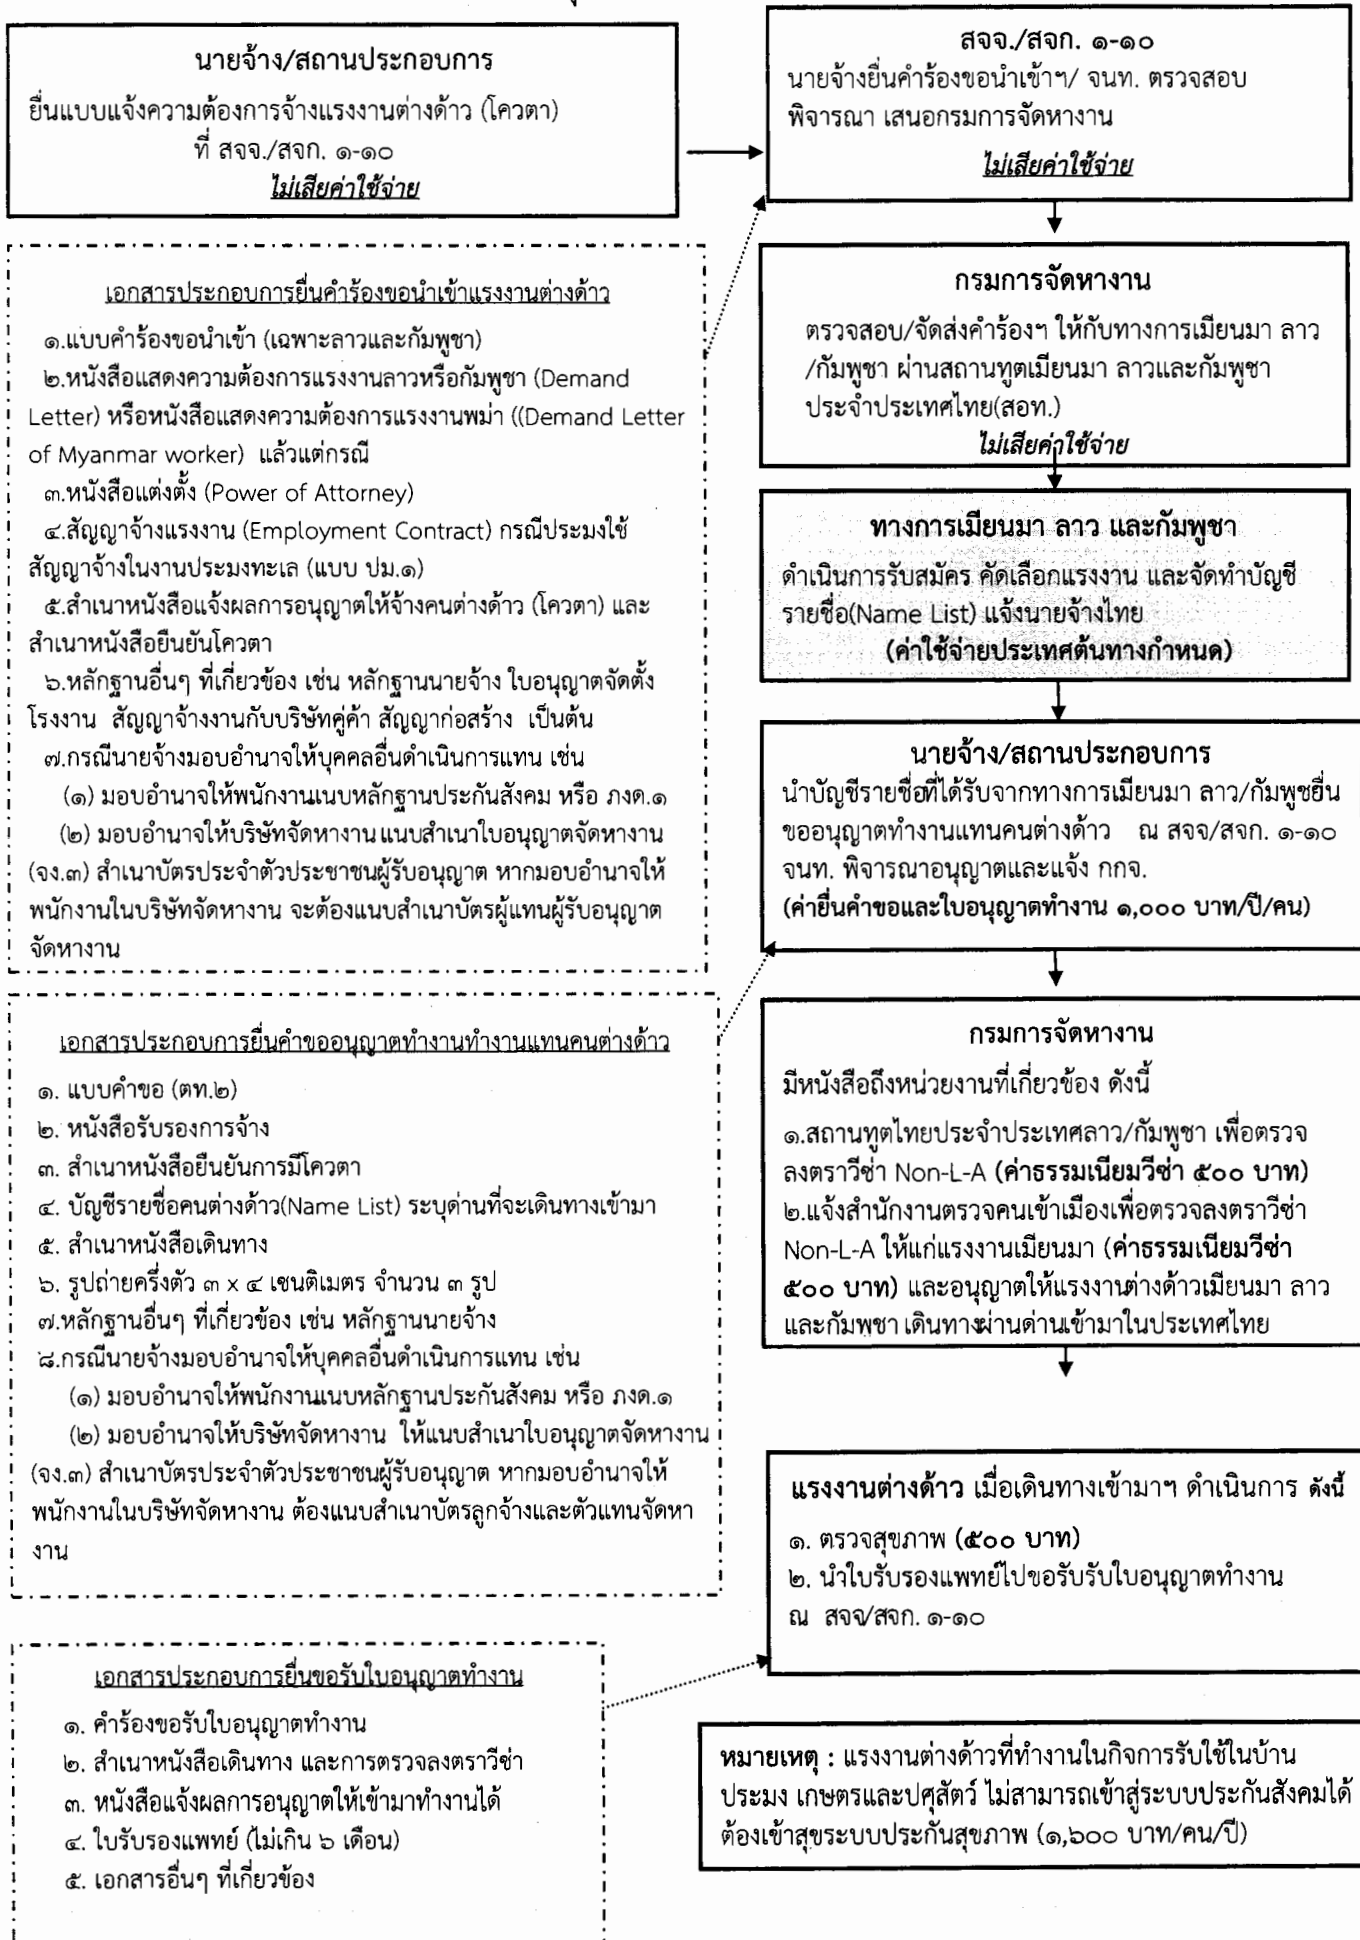 นายจ้าง/สถานประกอบการ
ยื่นแบบแจ้งความต้องการจ้างแรงงานต่างด้าว (โควตา)
ที่ สจจ./สจก. ๑-๑๐
ไม่เสียค่าใช้จ่าย
สจจ./สจก. ๑-๑๐
นายจ้างยื่นคำร้องขอนำเข้าฯ/ จนท. ตรวจสอบ
พิจารณา เสนอกรมการจัดหางาน
ไม่เสียค่าใช้จ่าย
เอกสารประกอบการยื่นคำร้องขอนำเข้าแรงงานต่างด้าว
๑.แบบคำร้องขอนำเข้า (เฉพาะลาวและกัมพูชา)
๒.หนังสือแสดงความต้องการแรงงานลาวหรือกัมพูชา (Demand
Letter) หรือหนังสือแสดงความต้องการแรงงานพม่า ((Demand Letter
of Myanmar worker) แล้วแต่กรณี
๓.หนังสือแต่งตั้ง (Power of Attorney)
๔.สัญญาจ้างแรงงาน (Employment Contract) กรณีประมงใช้
สัญญาจ้างในงานประมงทะเล (แบบ ปม.๑)
๕.สำเนาหนังสือแจ้งผลการอนุญาตให้จ้างคนต่างด้าว (โควตา) และ
สำเนาหนังสือยืนยันโควตา
๖.หลักฐานอื่นๆ ที่เกี่ยวข้อง เช่น หลักฐานนายจ้าง ใบอนุญาตจัดตั้ง
โรงงาน สัญญาจ้างงานกับบริษัทคู่ค้า สัญญาก่อสร้าง เป็นต้น
๗.กรณีนายจ้างมอบอำนาจให้บุคคลอื่นดำเนินการแทน เช่น
(๑) มอบอำนาจให้พนักงานแนบหลักฐานประกันสังคม หรือ ภงด.๑
(๒) มอบอำนาจให้บริษัทจัดหางาน แนบสำเนาใบอนุญาตจัดหางาน
(จง.๓) สำเนาบัตรประจำตัวประชาชนผู้รับอนุญาต หากมอบอำนาจให้
พนักงานในบริษัทจัดหางาน จะต้องแนบสำเนาบัตรผู้แทนผู้รับอนุญาต
จัดหางาน
กรมการจัดหางาน
ตรวจสอบ/จัดส่งคำร้องฯ ให้กับทางการเมียนมา ลาว
/กัมพูชา ผ่านสถานทูตเมียนมา ลาวและกัมพูชา
ประจำประเทศไทย(สอท.)
ไม่เสียค่าใช้จ่าย
ทางการเมียนมา ลาว และกัมพูชา
ดำเนินการรับสมัคร คัดเลือกแรงงาน และจัดทำบัญชี
รายชื่อ(Name List) แจ้งนายจ้างไทย
(ค่าใช้จ่ายประเทศต้นทางกำหนด)
นายจ้าง/สถานประกอบการ
นำบัญชีรายชื่อที่ได้รับจากทางการเมียนมา ลาว/กัมพูชยื่น
ขออนุญาตทำงานแทนคนต่างด้าว ณ สจจ/สจก. ๑-๑๐
จนท. พิจารณาอนุญาตและแจ้ง กกจ.
(ค่ายื่นคำขอและใบอนุญาตทำงาน ๑,๐๐๐ บาท/ปี/คน)
เอกสารประกอบการยื่นคำขออนุญาตทำงานทำงานแทนคนต่างด้าว
๑. แบบคำขอ (ตท.๒)
๒. หนังสือรับรองการจ้าง
๓. สำเนาหนังสือยืนยันการมีโควตา
๔. บัญชีรายชื่อคนต่างด้าว(Name List) ระบุด่านที่จะเดินทางเข้ามา
๕. สำเนาหนังสือเดินทาง
๖. รูปถ่ายครึ่งตัว ๓ x ๔ เซนติเมตร จำนวน ๓ รูป
๗.หลักฐานอื่นๆ ที่เกี่ยวข้อง เช่น หลักฐานนายจ้าง
๘.กรณีนายจ้างมอบอำนาจให้บุคคลอื่นดำเนินการแทน เช่น
(๑) มอบอำนาจให้พนักงานแนบหลักฐานประกันสังคม หรือ ภงด.๑
(๒) มอบอำนาจให้บริษัทจัดหางาน ให้แนบสำเนาใบอนุญาตจัดหางาน
(จง.๓) สำเนาบัตรประจำตัวประชาชนผู้รับอนุญาต หากมอบอำนาจให้
พนักงานในบริษัทจัดหางาน ต้องแนบสำเนาบัตรลูกจ้างและตัวแทนจัดหา
งาน
กรมการจัดหางาน
มีหนังสือถึงหน่วยงานที่เกี่ยวข้อง ดังนี้
๑.สถานทูตไทยประจำประเทศลาว/กัมพูชา เพื่อตรวจ
ลงตราวีซ่า Non-L-A (ค่าธรรมเนียมวีซ่า ๕๐๐ บาท)
๒.แจ้งสำนักงานตรวจคนเข้าเมืองเพื่อตรวจลงตราวีซ่า
Non-L-A ให้แก่แรงงานเมียนมา (ค่าธรรมเนียมวีซ่า
๕๐๐ บาท) และอนุญาตให้แรงงานต่างด้าวเมียนมา ลาว
และกัมพูชา เดินทางผ่านด่านเข้ามาในประเทศไทย
แรงงานต่างด้าว เมื่อเดินทางเข้ามาฯ ดำเนินการ ดังนี้
๑. ตรวจสุขภาพ (๕๐๐ บาท)
๒. นำใบรับรองแพทย์ไปขอรับรับใบอนุญาตทำงาน
ณ สจจ/สจก. ๑-๑๐
เอกสารประกอบการยื่นขอรับใบอนุญาตทำงาน
๑. คำร้องขอรับใบอนุญาตทำงาน
๒. สำเนาหนังสือเดินทาง และการตรวจลงตราวีซ่า
๓. หนังสือแจ้งผลการอนุญาตให้เข้ามาทำงานได้
๔. ใบรับรองแพทย์ (ไม่เกิน ๖ เดือน)
๕. เอกสารอื่นๆ ที่เกี่ยวข้อง
หมายเหตุ : แรงงานต่างด้าวที่ทำงานในกิจการรับใช้ในบ้าน
ประมง เกษตรและปศุสัตว์ ไม่สามารถเข้าสู่ระบบประกันสังคมได้
ต้องเข้าสุขระบบประกันสุขภาพ (๑,๖๐๐ บาท/คน/ปี)